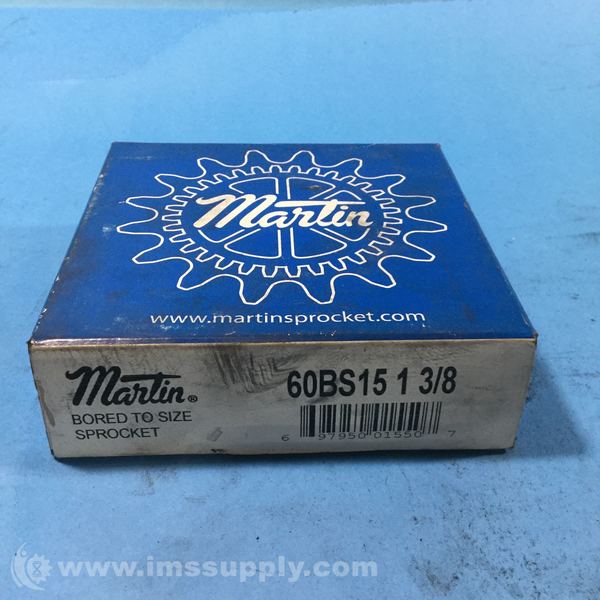 Martin
www.martinsprocket.com
Martin®
BORED TO SIZE
SPROCKET
60BS15 1 3/8
6 97950 01550 7
www.imssupply.com